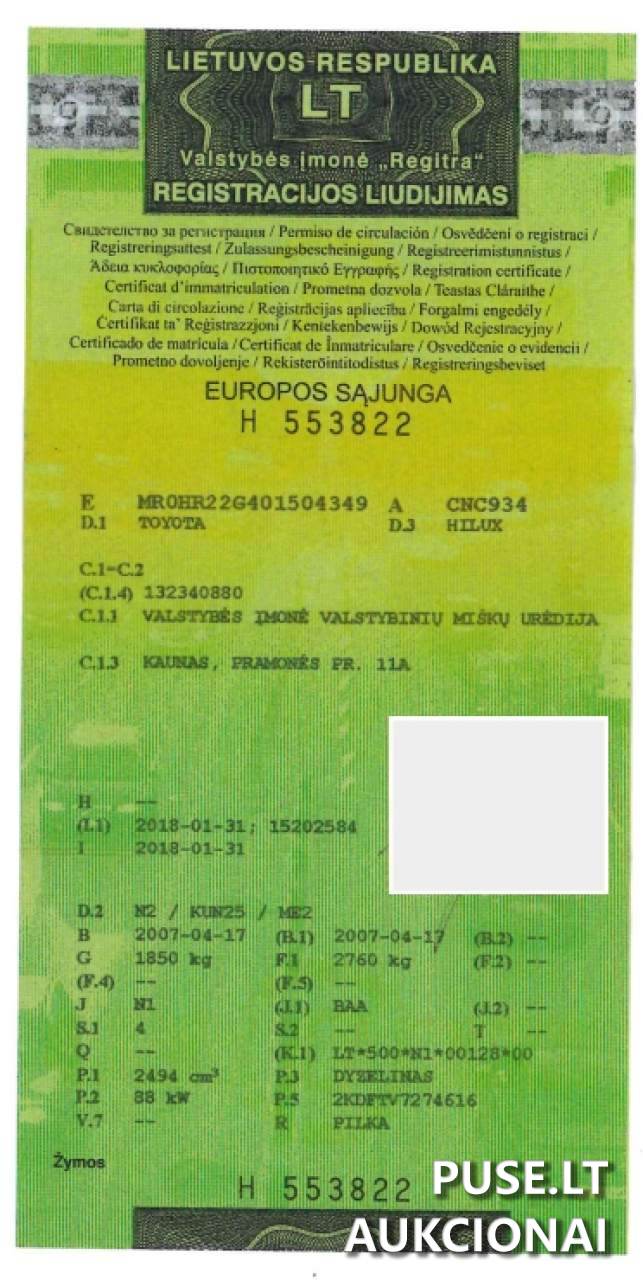 LIETUVOS RESPUBLIKA
LT
Valstybės įmonė „Regitra“
REGISTRACIJOS LIUDIJIMAS
Свидетелство за регистрация / Permiso de circulación / Osvědčení o registraci /
Registreringsattest / Zulassungsbescheinigung / Registreerimistunnistus /
Άδεια κυκλοφορίας / Πιστοποιητικό Εγγραφής / Registration certificate /
Certificat d'immatriculation / Prometna dozvola / Teastas Cláraithe /
Carta di circolazione / Reģistrācijas apliecība / Forgalmi engedély /
Ċertifikat ta' Reġistrazzjoni / Kentekenbewijs / Dowód Rejestracyjny /
Certificado de matrícula / Certificat de Înmatriculare / Osvedčenie o evidencii /
Prometno dovoljenje / Rekisteröintitodistus / Registreringsbeviset
EUROPOS SĄJUNGA
H 553822
E MR0HR22G401504349 A CNC934
D.1 TOYOTA D.3 HILUX
C.1-C.2
(C.1.4) 132340880
C.1.1 VALSTYBĖS ĮMONĖ VALSTYBINIŲ MIŠKŲ URĖDIJA
C.1.3 KAUNAS, PRAMONĖS PR. 11A
H --
(I.1) 2018-01-31; 15202584
I 2018-01-31
D.2 N2 / KUN25 / ME2
B 2007-04-17 (B.1) 2007-04-17 (B.2) --
G 1850 kg F.1 2760 kg (F.2) --
(F.4) -- (F.5) --
J N1 (J.1) BAA (J.2) --
S.1 4 S.2 -- T --
Q -- (K.1) LT*500*N1*00128*00
P.1 2494 cm³ P.3 DYZELINAS
P.2 88 kW P.5 2KDFTV7274616
V.7 -- R PILKA
Žymos
H 553822
PUSE.LT
AUKCIONAI